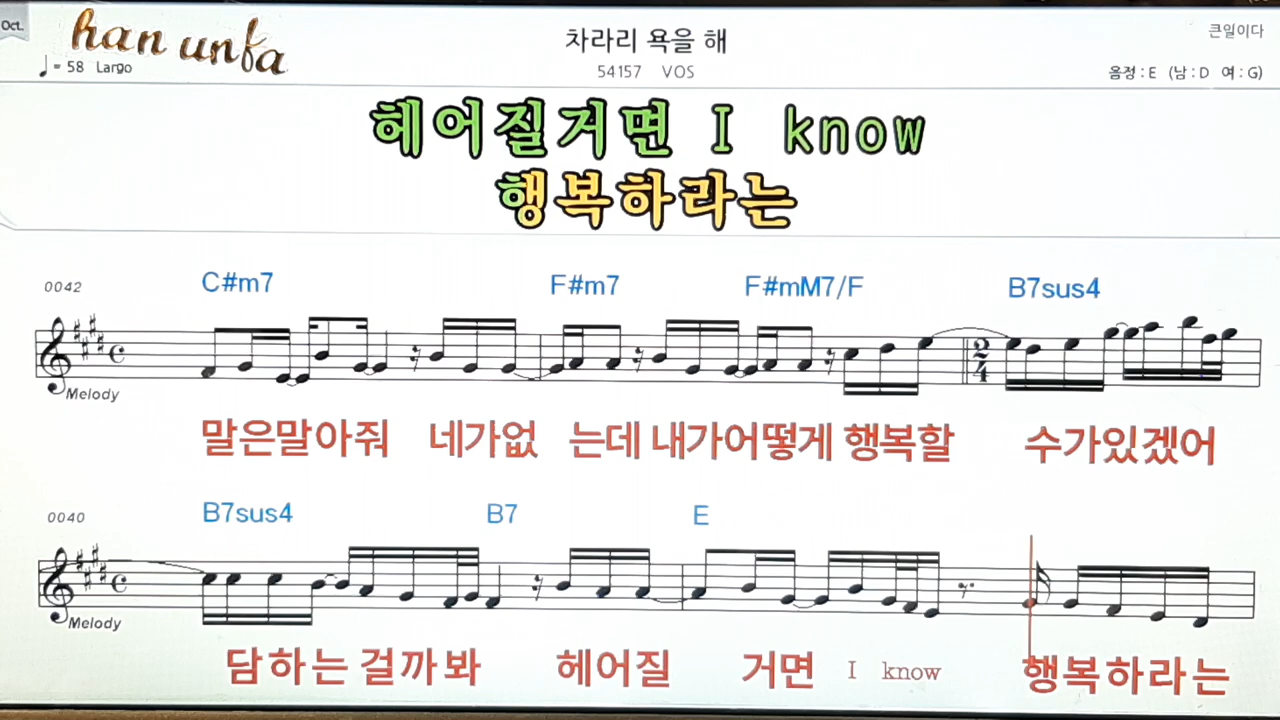 Oct.
han unfa
♩= 58 Largo
차라리 욕을 해
54157 VOS
큰일이다
음정 : E (남 : D 여 : G)
헤어질거면 I know
행복하라는
0042
C#m7 F#m7 F#mM7/F B7sus4
2
4
Melody
말은말아줘 네가없 는데 내가어떻게 행복할 수가있겠어
0040
B7sus4 B7 E
Melody
담하는 걸까봐 헤어질 거면 I know 행복하라는